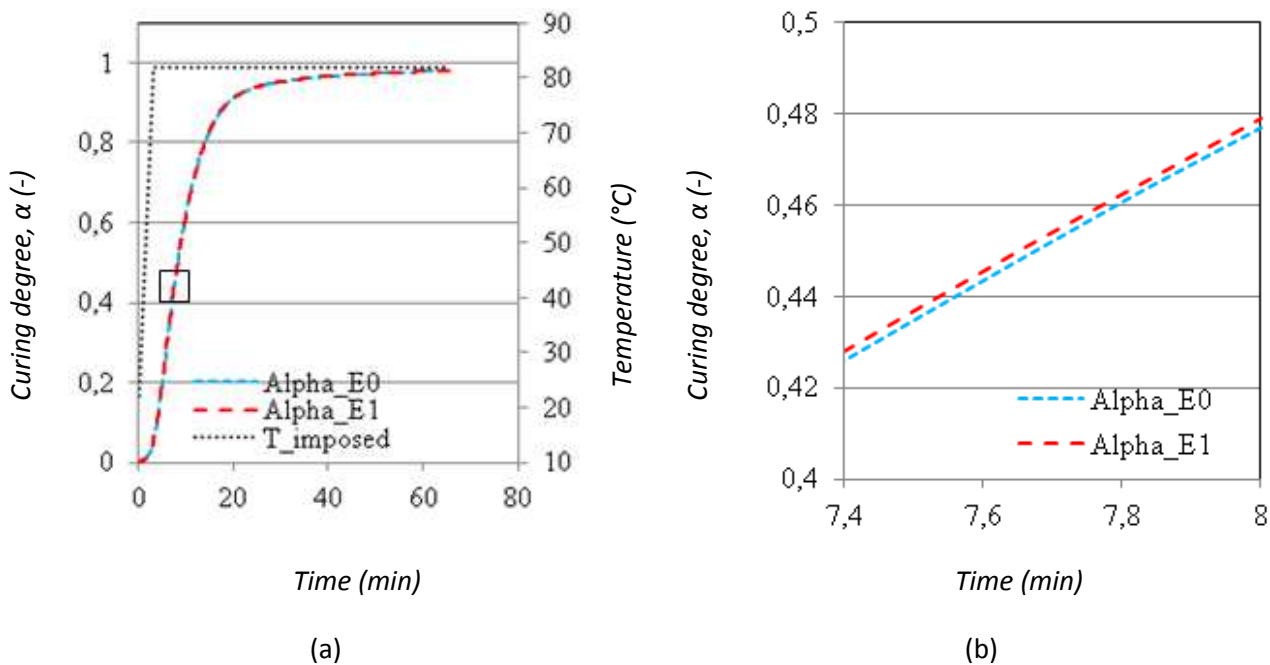 Curing degree, α (-)
1
0,8
0,6
0,4
0,2
0
90
80
70
60
50
40
30
20
10
Temperature (°C)
Alpha_E0
Alpha_E1
T_imposed
0 20 40 60 80
Time (min)
(a)
Curing degree, α (-)
0,5
0,48
0,46
0,44
0,42
0,4
Alpha_E0
Alpha_E1
7,4 7,6 7,8 8
Time (min)
(b)